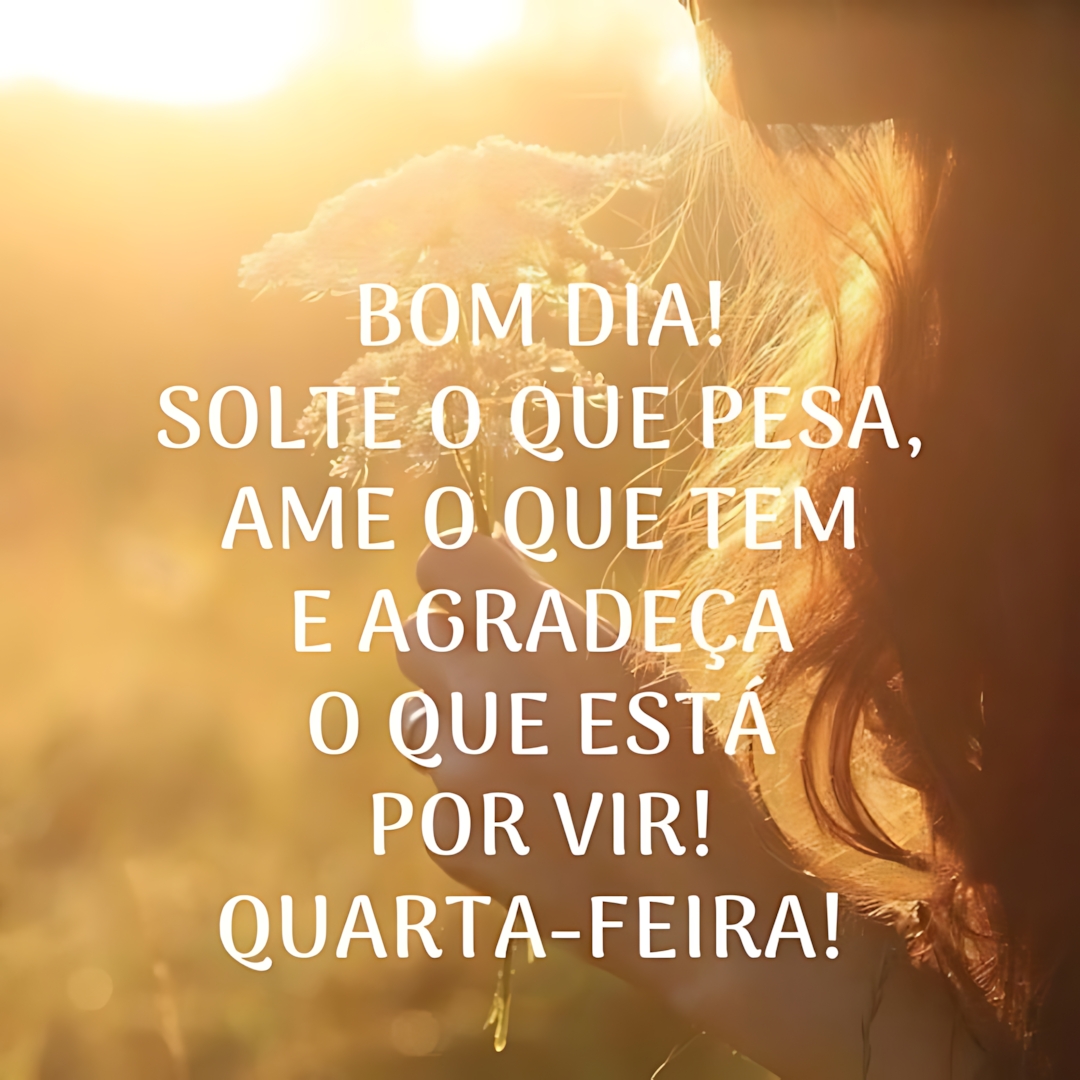 BOM DIA!
SOLTE O QUE PESA,
AME O QUE TEM
E AGRADEÇA
O QUE ESTÁ
POR VIR!
QUARTA-FEIRA!